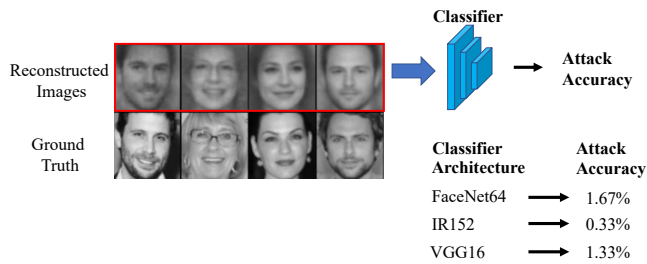 Classifier
Reconstructed
Images
Attack
Accuracy
Ground
Truth
Classifier
Architecture
Attack
Accuracy
FaceNet64
1.67%
IR152
0.33%
VGG16
1.33%